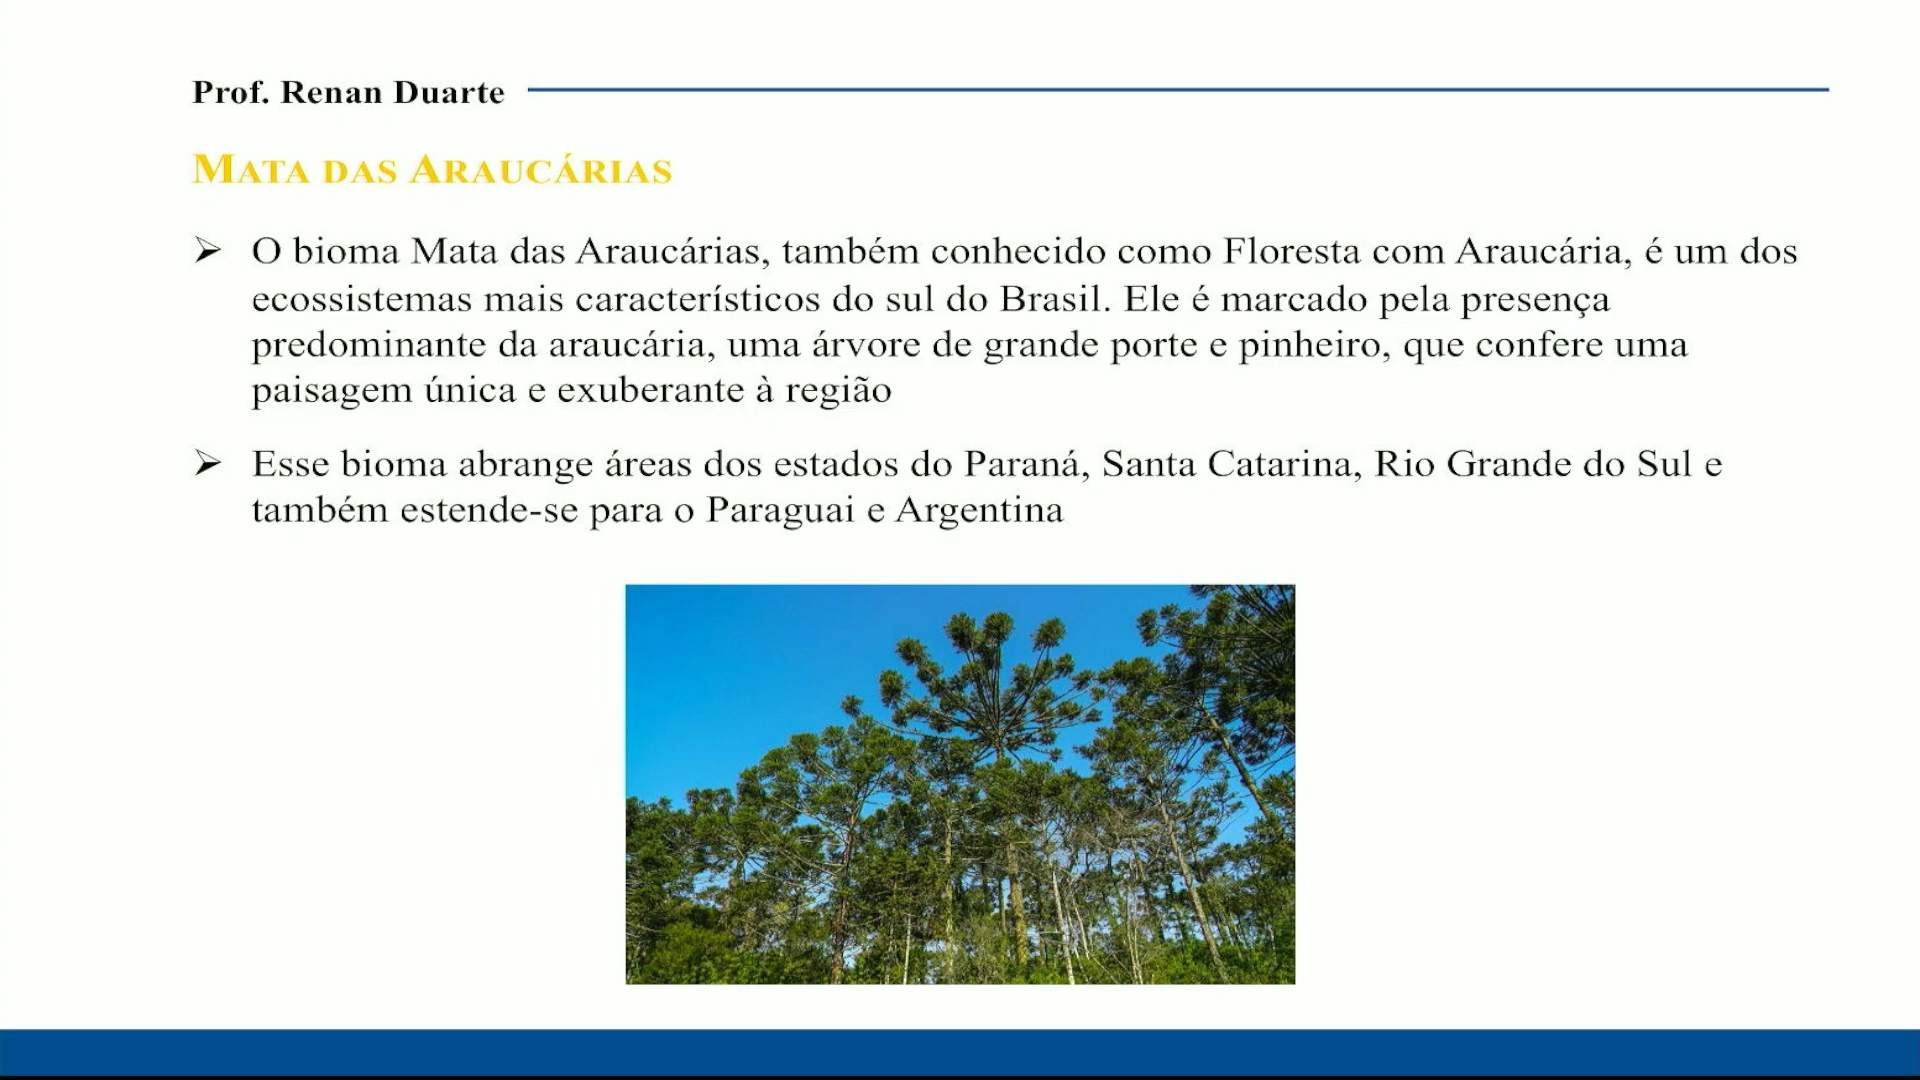 Prof. Renan Duarte
MATA DAS ARAUCÁRIAS
➢ O bioma Mata das Araucárias, também conhecido como Floresta com Araucária, é um dos
ecossistemas mais característicos do sul do Brasil. Ele é marcado pela presença
predominante da araucária, uma árvore de grande porte e pinheiro, que confere uma
paisagem única e exuberante à região
➢ Esse bioma abrange áreas dos estados do Paraná, Santa Catarina, Rio Grande do Sul e
também estende-se para o Paraguai e Argentina